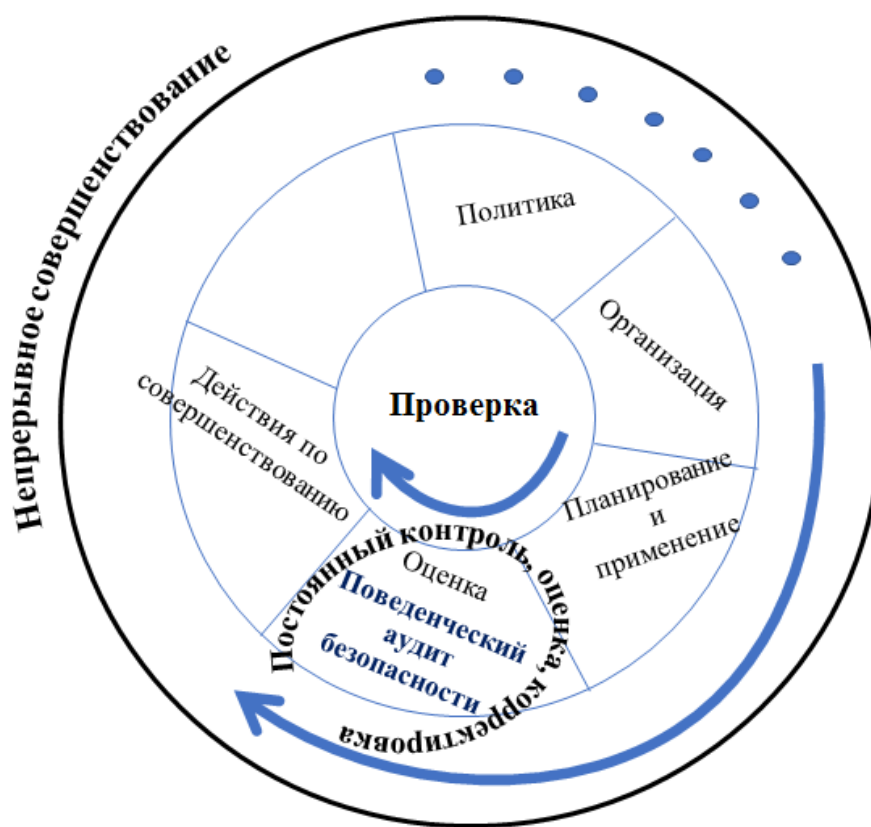 Непрерывное совершенствование
Политика
Организация
Планирование
и
применение
Проверка
Действия по
совершенствованию
Постоянный контроль, оценка, корректировка
Оценка
Поведенческий
аудит
безопасности